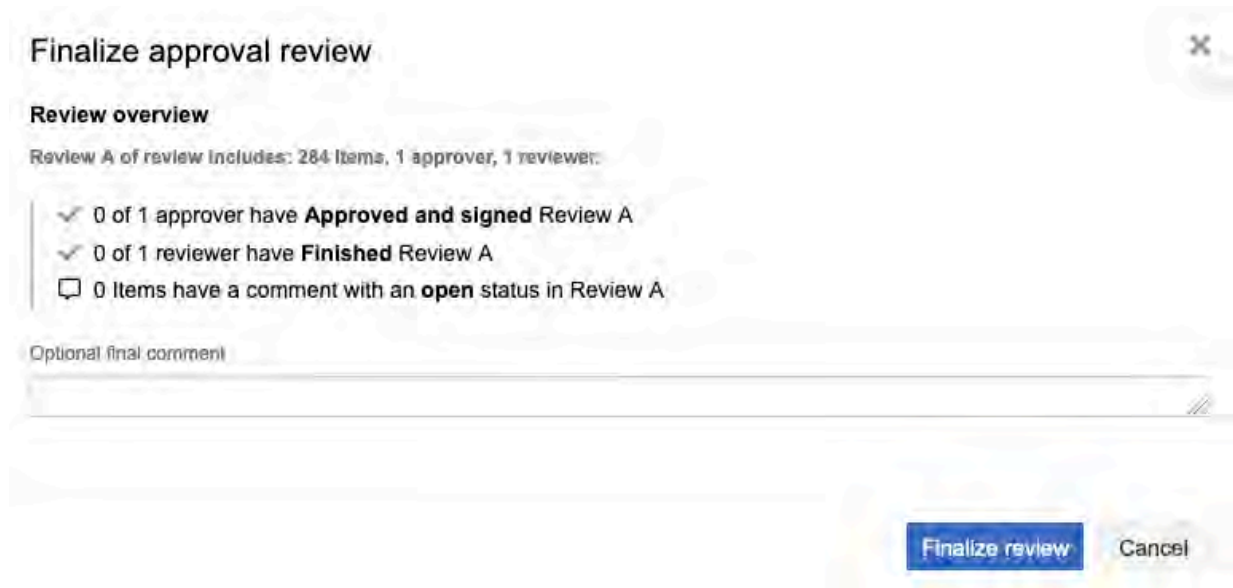 Finalize approval review
Review overview
Review A of review includes: 284 Items, 1 approver, 1 reviewer.
0 of 1 approver have Approved and signed Review A
0 of 1 reviewer have Finished Review A
0 Items have a comment with an open status in Review A
Optional final comment
Finalize review Cancel